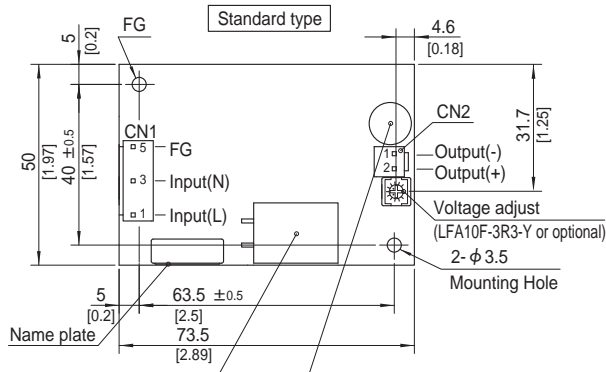 Standard type
FG
5
[0.2]
4.6
[0.18]
50
[1.97]
40 ±0.5
[1.57]
CN1
5
FG
3
Input(N)
1
Input(L)
CN2
1
Output(-)
2
Output(+)
31.7
[1.25]
Voltage adjust
(LFA10F-3R3-Y or optional)
2-ϕ3.5
Mounting Hole
5
[0.2]
63.5 ±0.5
[2.5]
Name plate
73.5
[2.89]